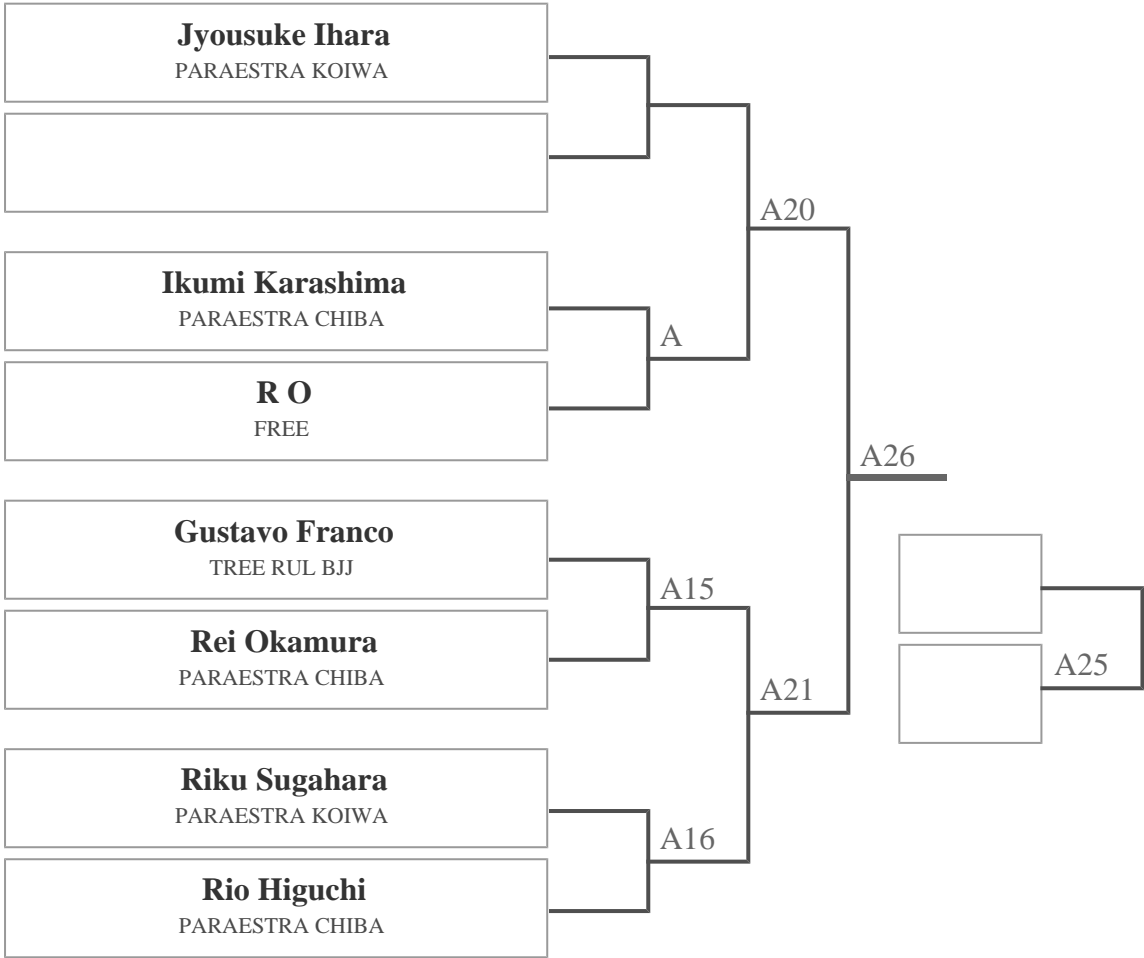 Jyousuke Ihara
PARAESTRA KOIWA
A20
Ikumi Karashima
PARAESTRA CHIBA
A
R O
FREE
A26
Gustavo Franco
TREE RUL BJJ
A15
Rei Okamura
PARAESTRA CHIBA
A21
A25
Riku Sugahara
PARAESTRA KOIWA
A16
Rio Higuchi
PARAESTRA CHIBA